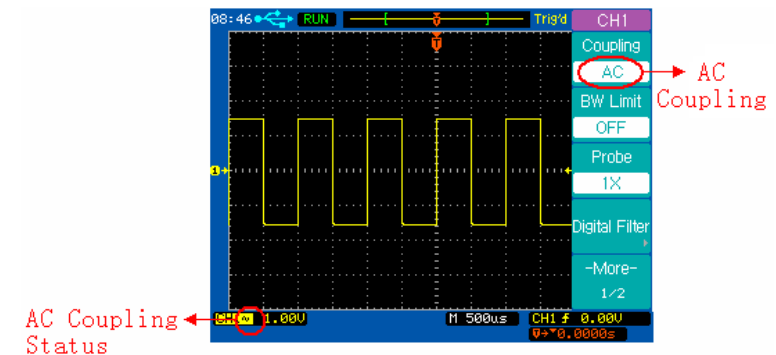 08:46 RUN Trig'd CH1
Coupling
AC
AC
Coupling
BW Limit
OFF
Probe
1X
Digital Filter
-More-
1/2
1
CH1 ~ 1.00V M 500us CH1 0.00V
0.0000s
AC Coupling
Status